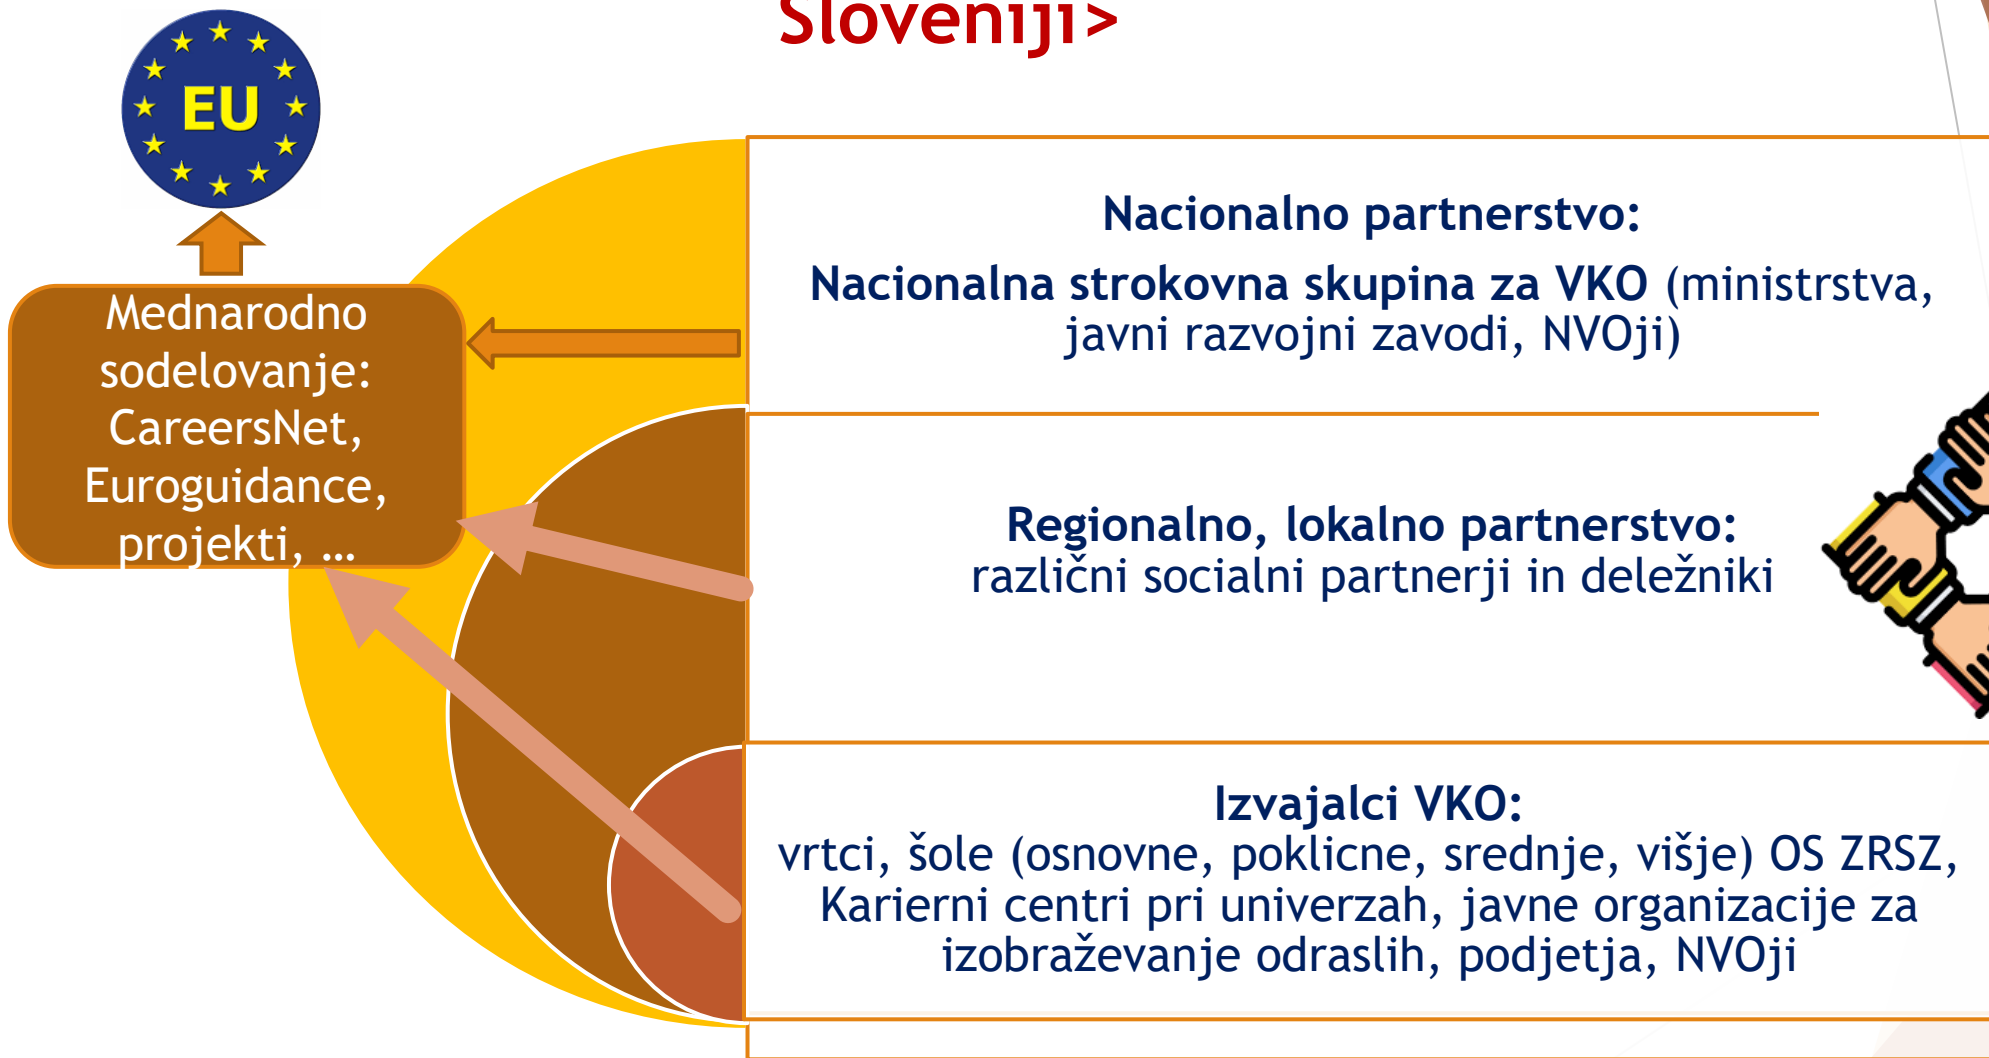 Sloveniji>
EU
Mednarodno
sodelovanje:
CareersNet,
Euroguidance,
projekti, …
Nacionalno partnerstvo:
Nacionalna strokovna skupina za VKO (ministrstva,
javni razvojni zavodi, NVOji)
Regionalno, lokalno partnerstvo:
različni socialni partnerji in deležniki
Izvajalci VKO:
vrtci, šole (osnovne, poklicne, srednje, višje) OS ZRSZ,
Karierni centri pri univerzah, javne organizacije za
izobraževanje odraslih, podjetja, NVOji